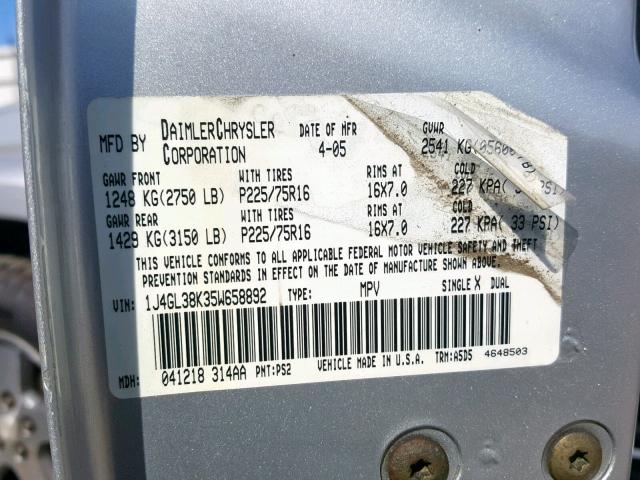 MFD BY DAIMLERCHRYSLER CORPORATION DATE OF MFR 4-05 GVWR 2541 KG(05600
GAWR FRONT WITH TIRES RIMS AT COLD
1248 KG(2750 LB) P225/75R16 16X7.0 227 KPA( PSI)
GAWR REAR WITH TIRES RIMS AT COLD
1429 KG(3150 LB) P225/75R16 16X7.0 227 KPA( 33 PSI)
THIS VEHICLE CONFORMS TO ALL APPLICABLE FEDERAL MOTOR VEHICLE SAFETY AND THEFT
PREVENTION STANDARDS IN EFFECT ON THE DATE OF MANUFACTURE SHOWN ABOVE.
VIN: 1J4GL38K35W658892 TYPE: MPV SINGLE X DUAL
MDH: 041218 314AA PNT:PS2 VEHICLE MADE IN U.S.A. TRM:A5D5 4648503